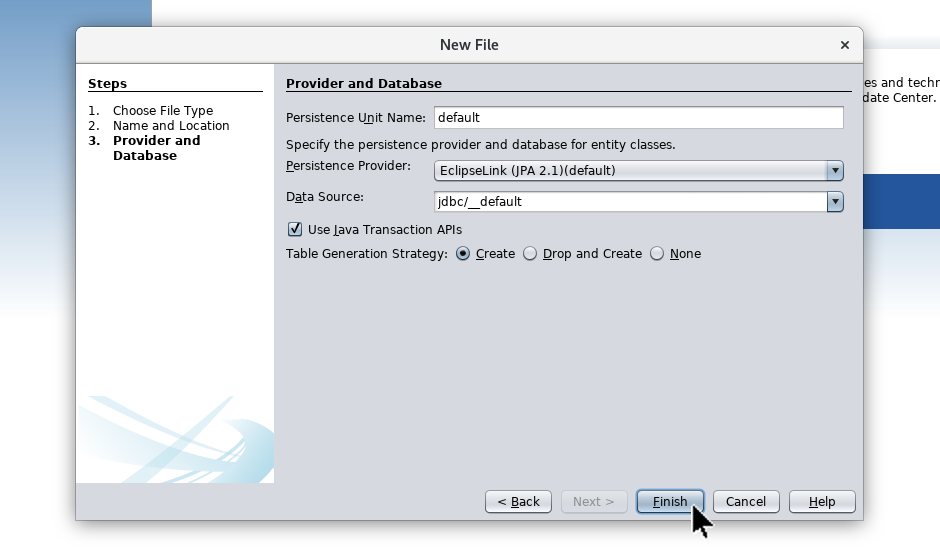 New File
es and techr
date Center.
Steps
1. Choose File Type
2. Name and Location
3. Provider and
Database
Provider and Database
Persistence Unit Name: default
Specify the persistence provider and database for entity classes.
Persistence Provider: EclipseLink (JPA 2.1)(default)
Data Source: jdbc/__default
Use Java Transaction APIs
Table Generation Strategy: Create Drop and Create None
< Back Next > Finish Cancel Help